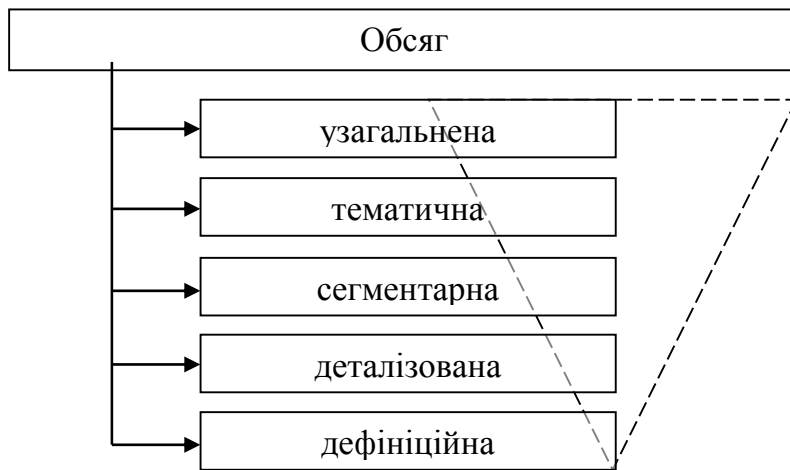 Обсяг
узагальнена
тематична
сегментарна
деталізована
дефініційна